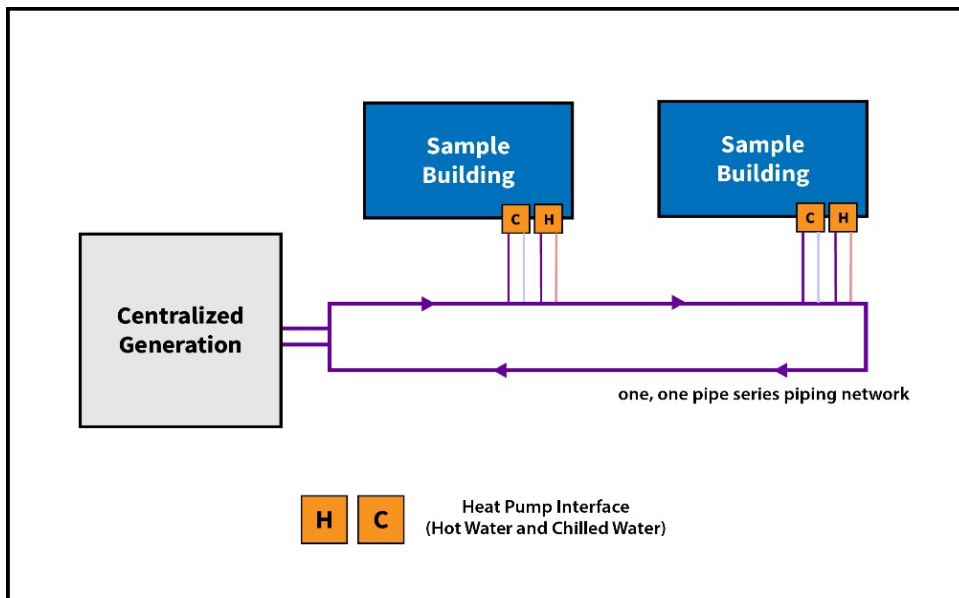 Sample
Building
Sample
Building
C H
C H
Centralized
Generation
one, one pipe series piping network
H C
Heat Pump Interface
(Hot Water and Chilled Water)